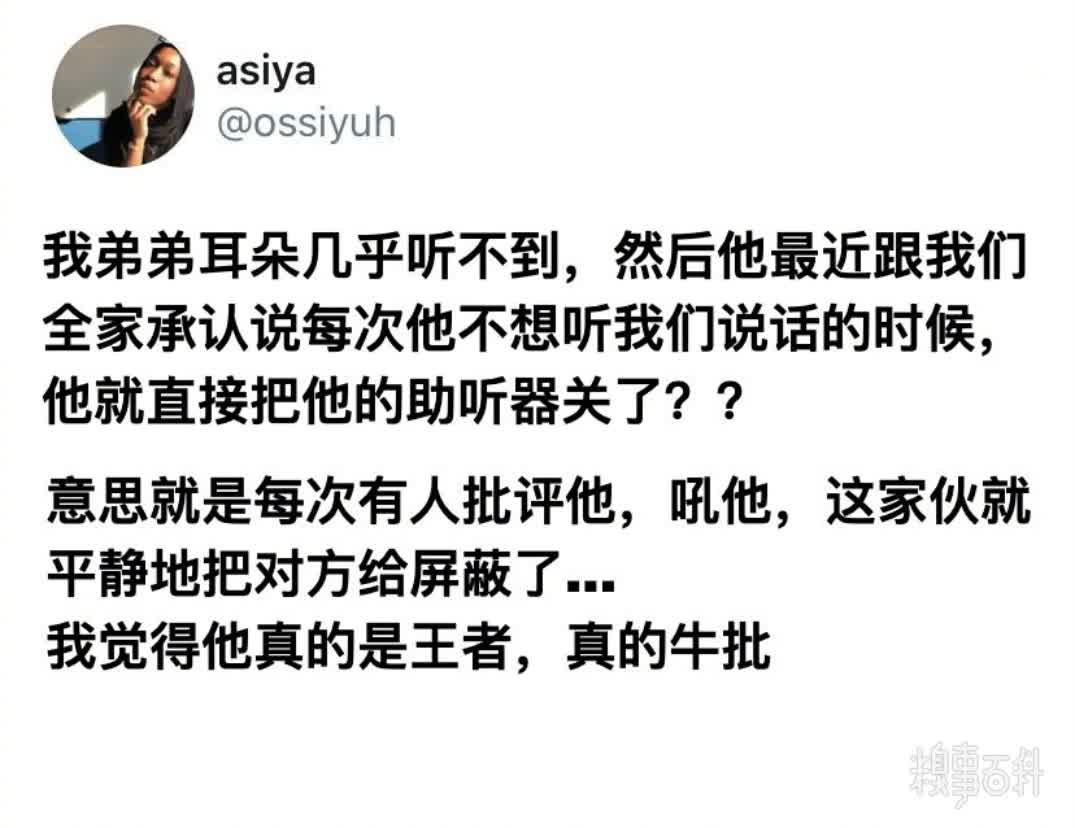 asiya
@ossiyuh
我弟弟耳朵几乎听不到，然后他最近跟我们
全家承认说每次他不想听我们说话的时候，
他就直接把他的助听器关了？？
意思就是每次有人批评他，吼他，这家伙就
平静地把对方给屏蔽了...
我觉得他真的是王者，真的牛批
糗事百科